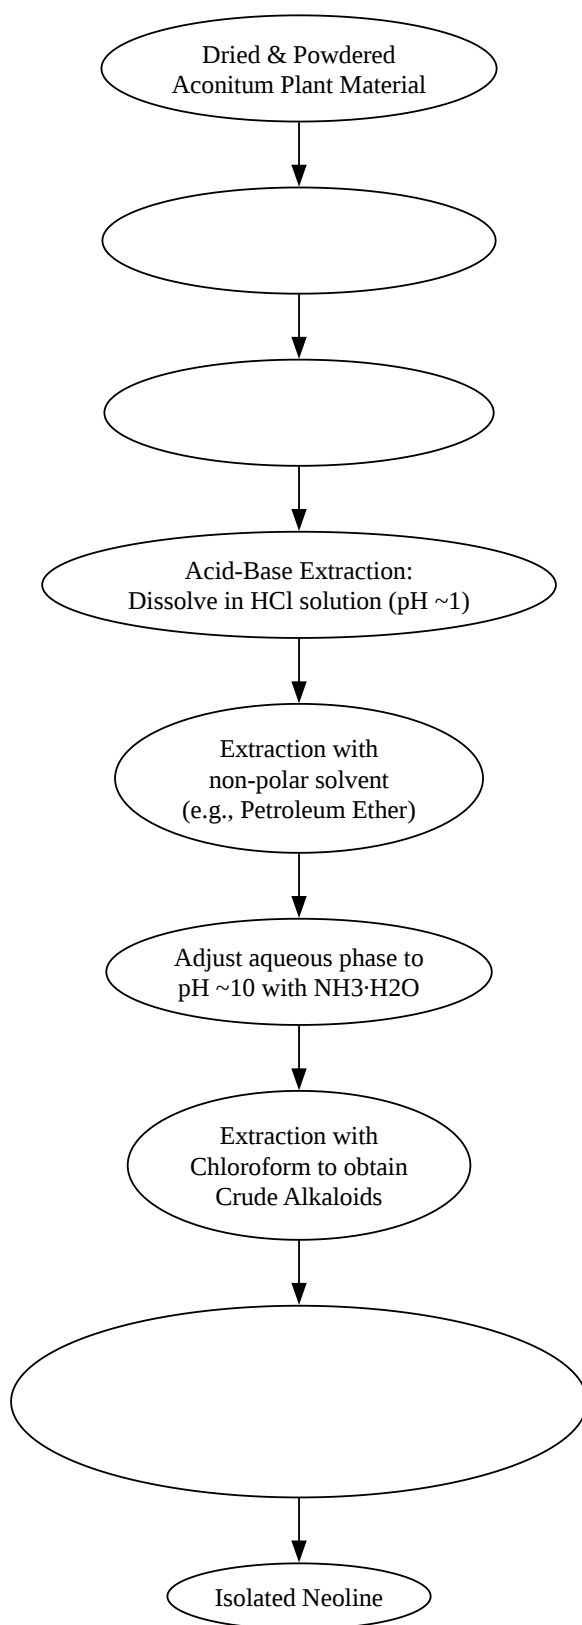 Dried & Powdered
Aconitum Plant Material
Acid-Base Extraction:
Dissolve in HCl solution (pH ~1)
Extraction with
non-polar solvent
(e.g., Petroleum Ether)
Adjust aqueous phase to
pH ~10 with NH3·H2O
Extraction with
Chloroform to obtain
Crude Alkaloids
Isolated Neoline